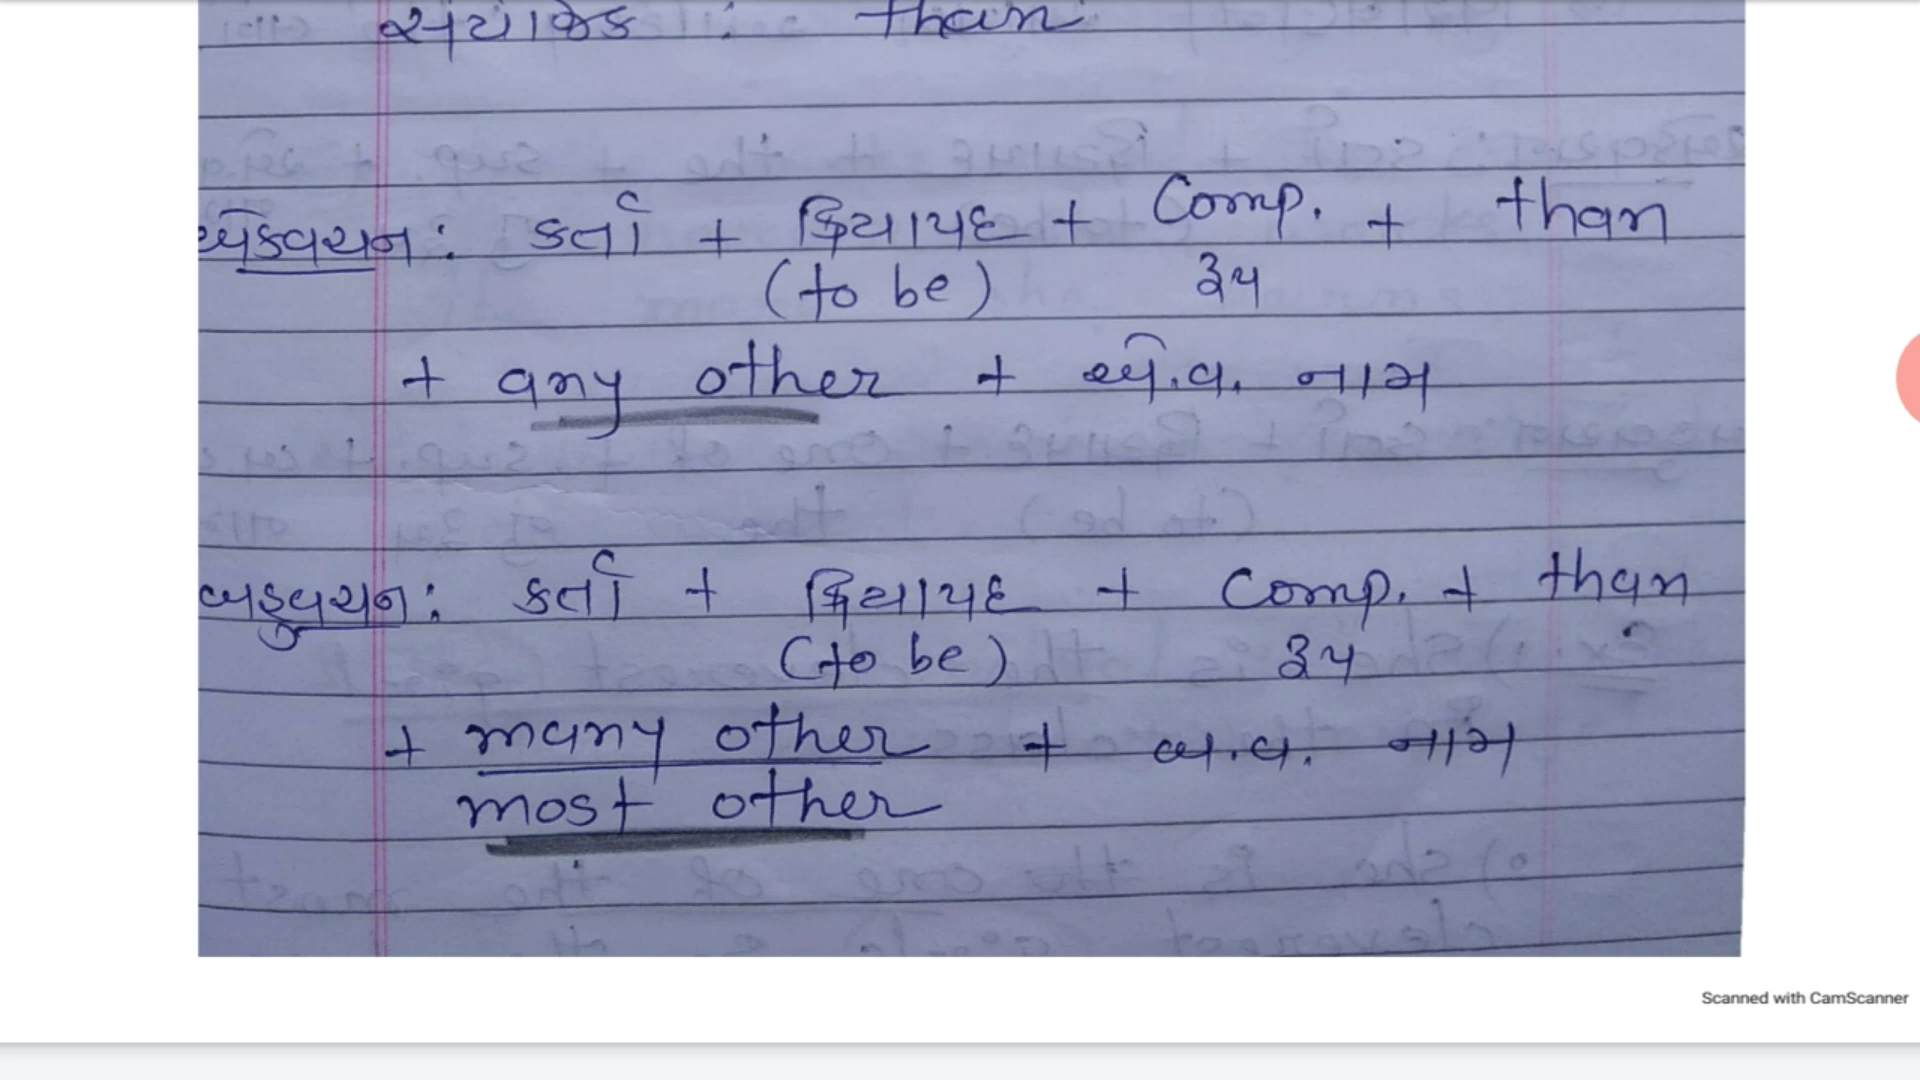 સંયોજક : than
એકવચન : કર્તા + ક્રિયાપદ + Comp. + than
(to be) રૂપ
+ any other + એ.વ. નામ
બહુવચન : કર્તા + ક્રિયાપદ + Comp. + than
(to be) રૂપ
+ many other + બ.વ. નામ
most other
Scanned with CamScanner